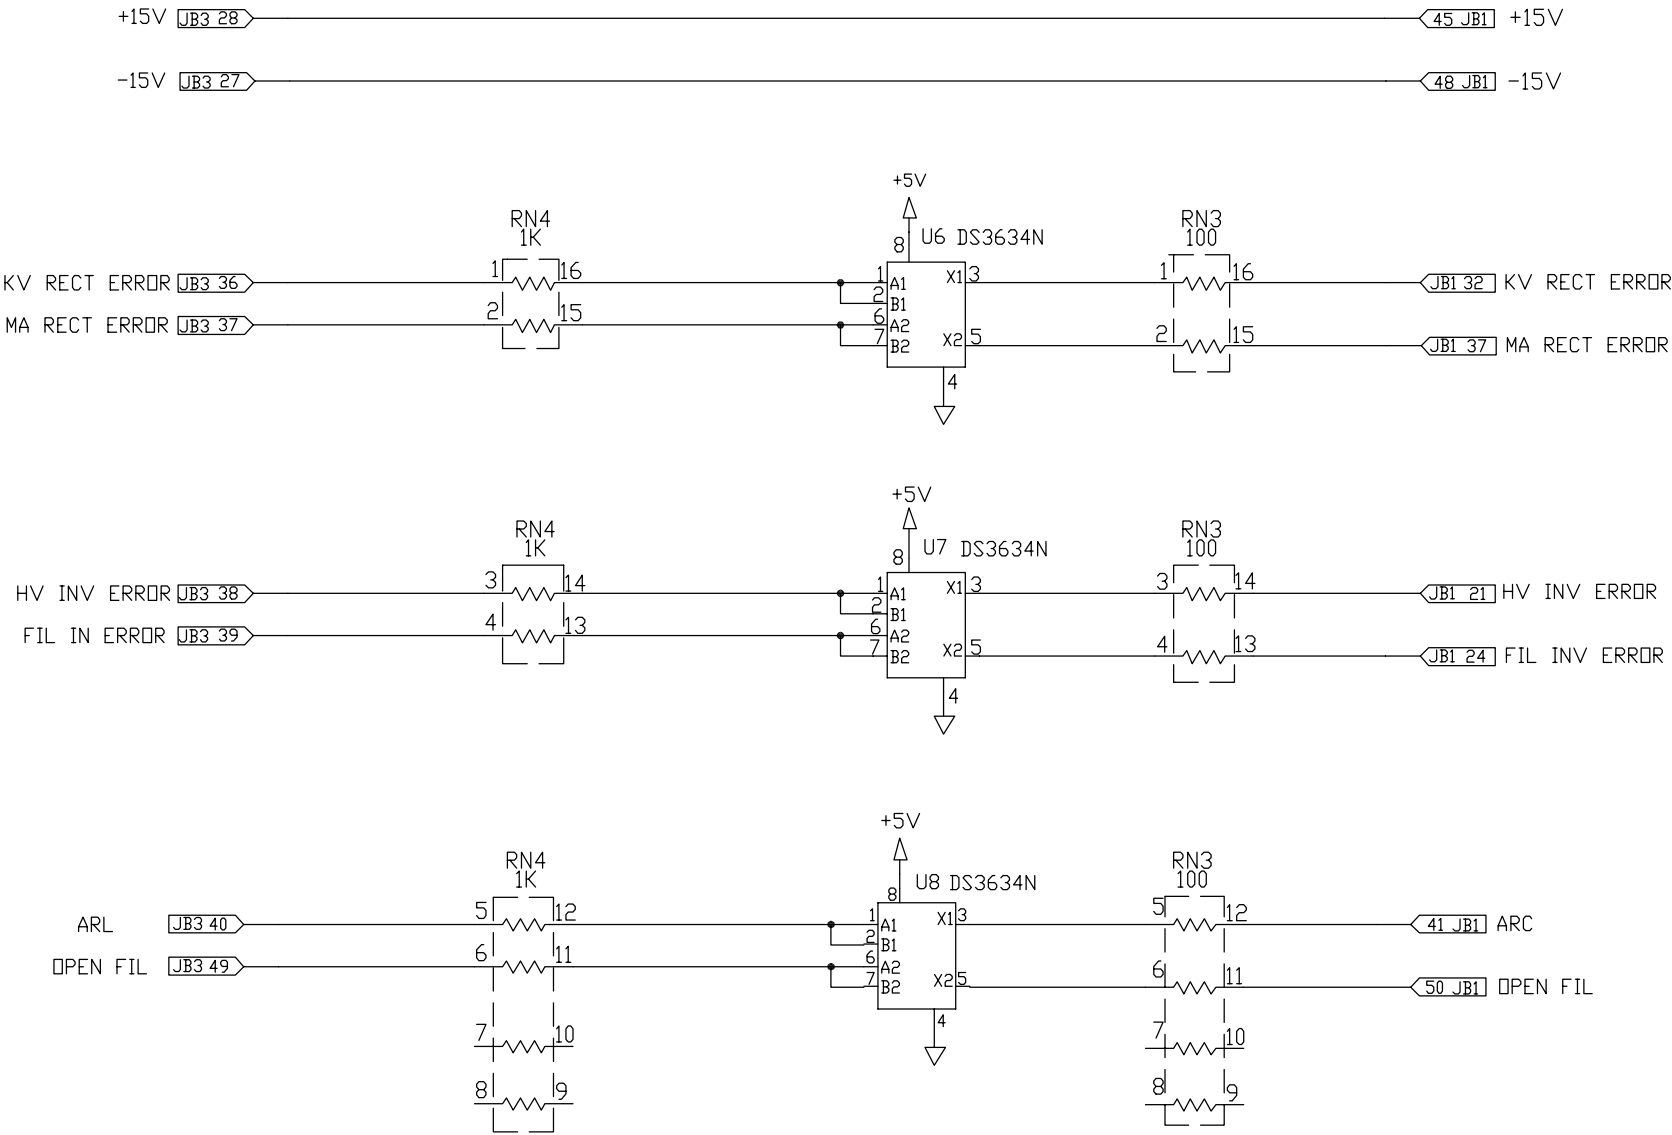 +15V JB3 28 45 JB1 +15V
-15V JB3 27 48 JB1 -15V
+5V
RN4 RN3
1K 100
8 U6 DS3634N
KV RECT ERROR JB3 36 1 16 1 A1 X1 3 1 16 JB1 32 KV RECT ERROR
2 B1
MA RECT ERROR JB3 37 2 15 6 A2
7 B2 X2 5 2 15 JB1 37 MA RECT ERROR
4
+5V
RN4 RN3
1K 100
8 U7 DS3634N
HV INV ERROR JB3 38 3 14 1 A1 X1 3 3 14 JB1 21 HV INV ERROR
2 B1
FIL IN ERROR JB3 39 4 13 6 A2
7 B2 X2 5 4 13 JB1 24 FIL INV ERROR
4
+5V
RN4 RN3
1K 100
8 U8 DS3634N
ARL JB3 40 5 12 1 A1 X1 3 5 12 41 JB1 ARC
2 B1
OPEN FIL JB3 49 6 11 6 A2
7 B2 X2 5 6 11 50 JB1 OPEN FIL
4
7 10 7 10
8 9 8 9